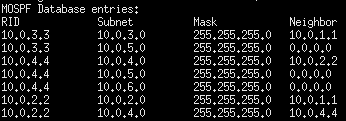 MOSPF Database entries:
RID Subnet Mask Neighbor
10.0.3.3 10.0.3.0 255.255.255.0 10.0.1.1
10.0.3.3 10.0.5.0 255.255.255.0 0.0.0.0
10.0.4.4 10.0.4.0 255.255.255.0 10.0.2.2
10.0.4.4 10.0.5.0 255.255.255.0 0.0.0.0
10.0.4.4 10.0.6.0 255.255.255.0 0.0.0.0
10.0.2.2 10.0.2.0 255.255.255.0 10.0.1.1
10.0.2.2 10.0.4.0 255.255.255.0 10.0.4.4